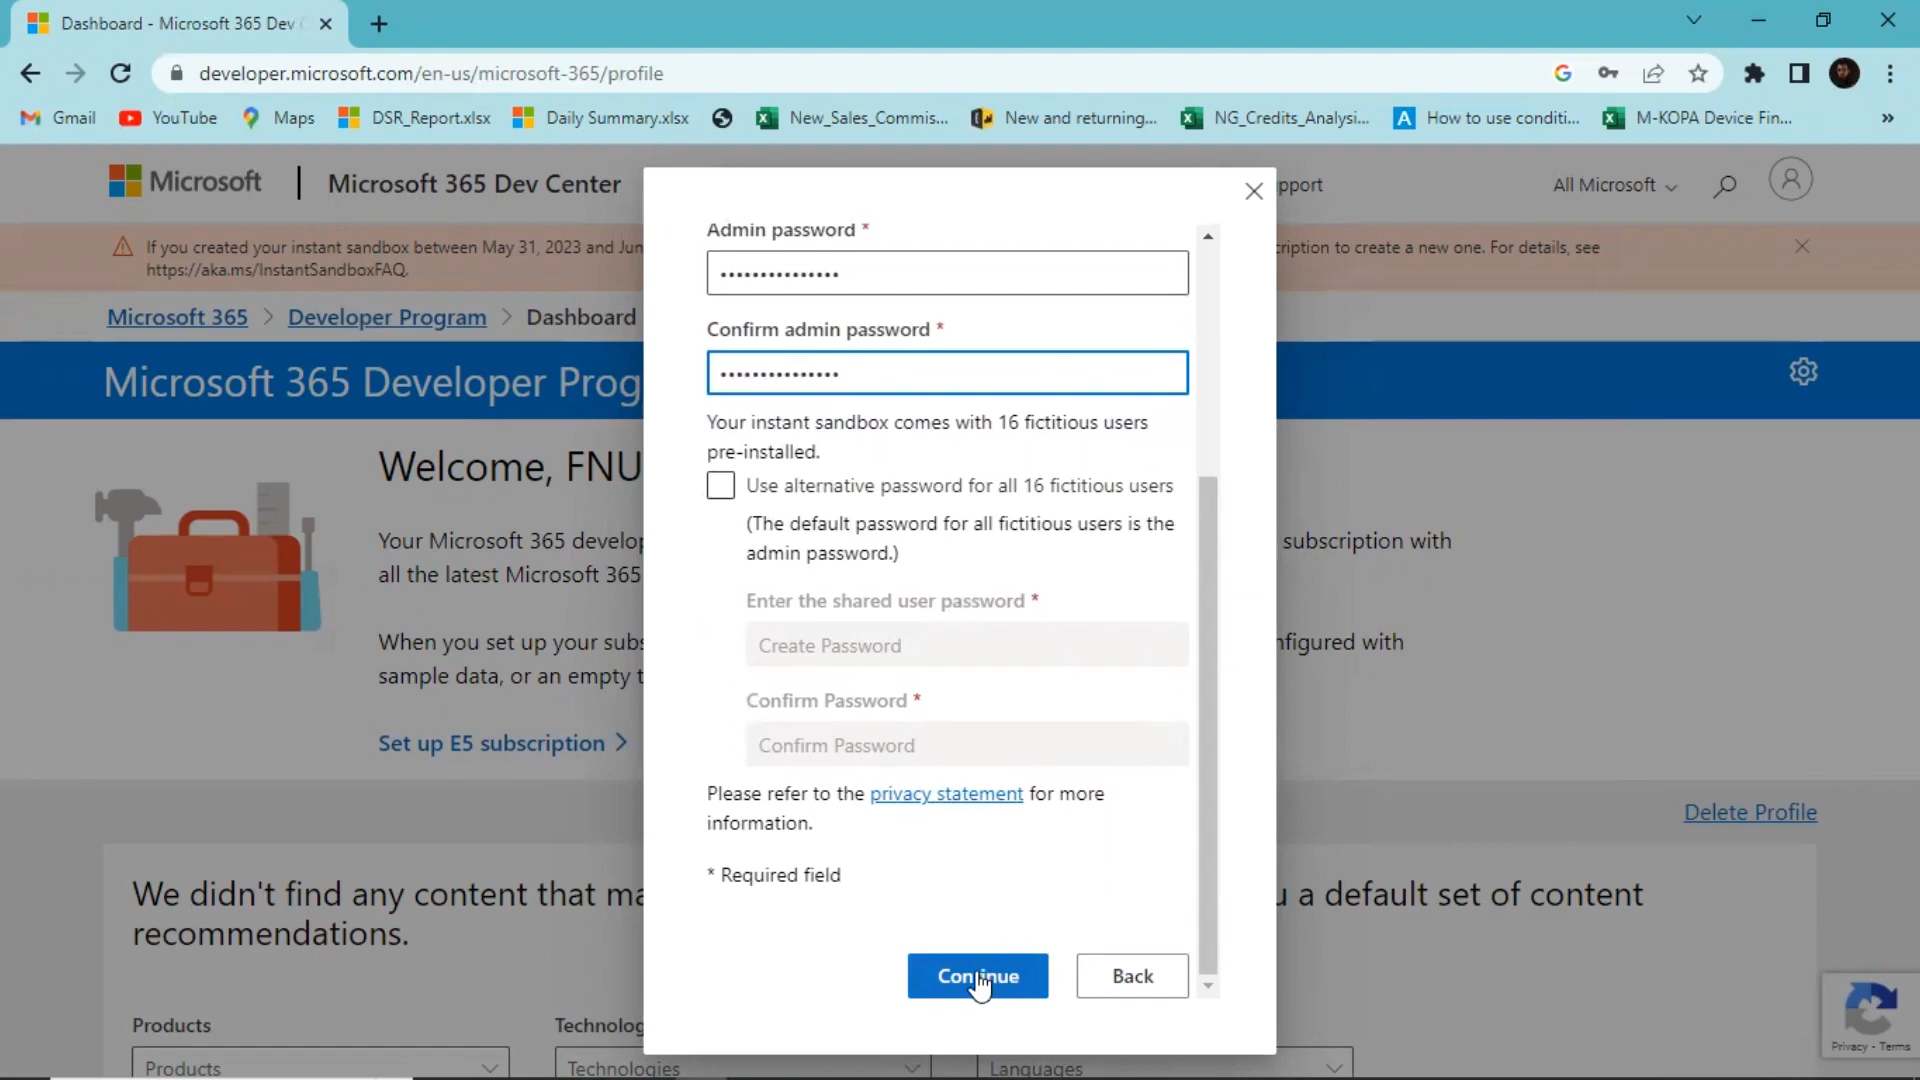 Dashboard - Microsoft 365 Dev
developer.microsoft.com/en-us/microsoft-365/profile
Gmail YouTube Maps DSR_Report.xlsx Daily Summary.xlsx New_Sales_Commis... New and returning... NG_Credits_Analysi... How to use conditi... M-KOPA Device Fin... »
Microsoft | Microsoft 365 Dev Center pport All Microsoft
If you created your instant sandbox between May 31, 2023 and Jun ription to create a new one. For details, see
https://aka.ms/InstantSandboxFAQ.
Microsoft 365 > Developer Program > Dashboard
Microsoft 365 Developer Prog
Welcome, FNU
Your Microsoft 365 develo subscription with
all the latest Microsoft 365
When you set up your subs nfigured with
sample data, or an empty t
Set up E5 subscription >
Delete Profile
We didn't find any content that ma u a default set of content
recommendations.
Products Technolog
Products Technologies Languages
Admin password *
•••••••••••••••
Confirm admin password *
•••••••••••••••
Your instant sandbox comes with 16 fictitious users
pre-installed.
Use alternative password for all 16 fictitious users
(The default password for all fictitious users is the
admin password.)
Enter the shared user password *
Create Password
Confirm Password *
Confirm Password
Please refer to the privacy statement for more
information.
* Required field
Continue Back
Privacy - Terms